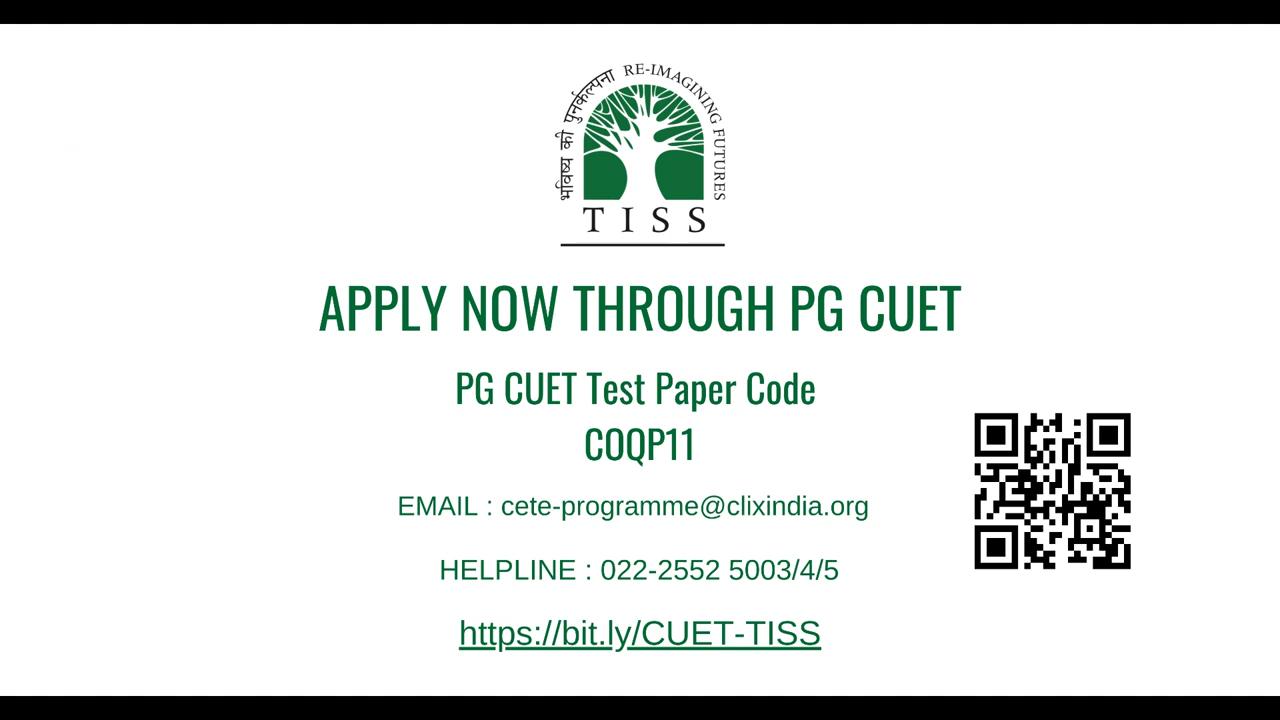 भविष्य की पुनर्कल्पना RE-IMAGINING FUTURES
TISS
APPLY NOW THROUGH PG CUET
PG CUET Test Paper Code
COQP11
EMAIL : cete-programme@clixindia.org
HELPLINE : 022-2552 5003/4/5
https://bit.ly/CUET-TISS